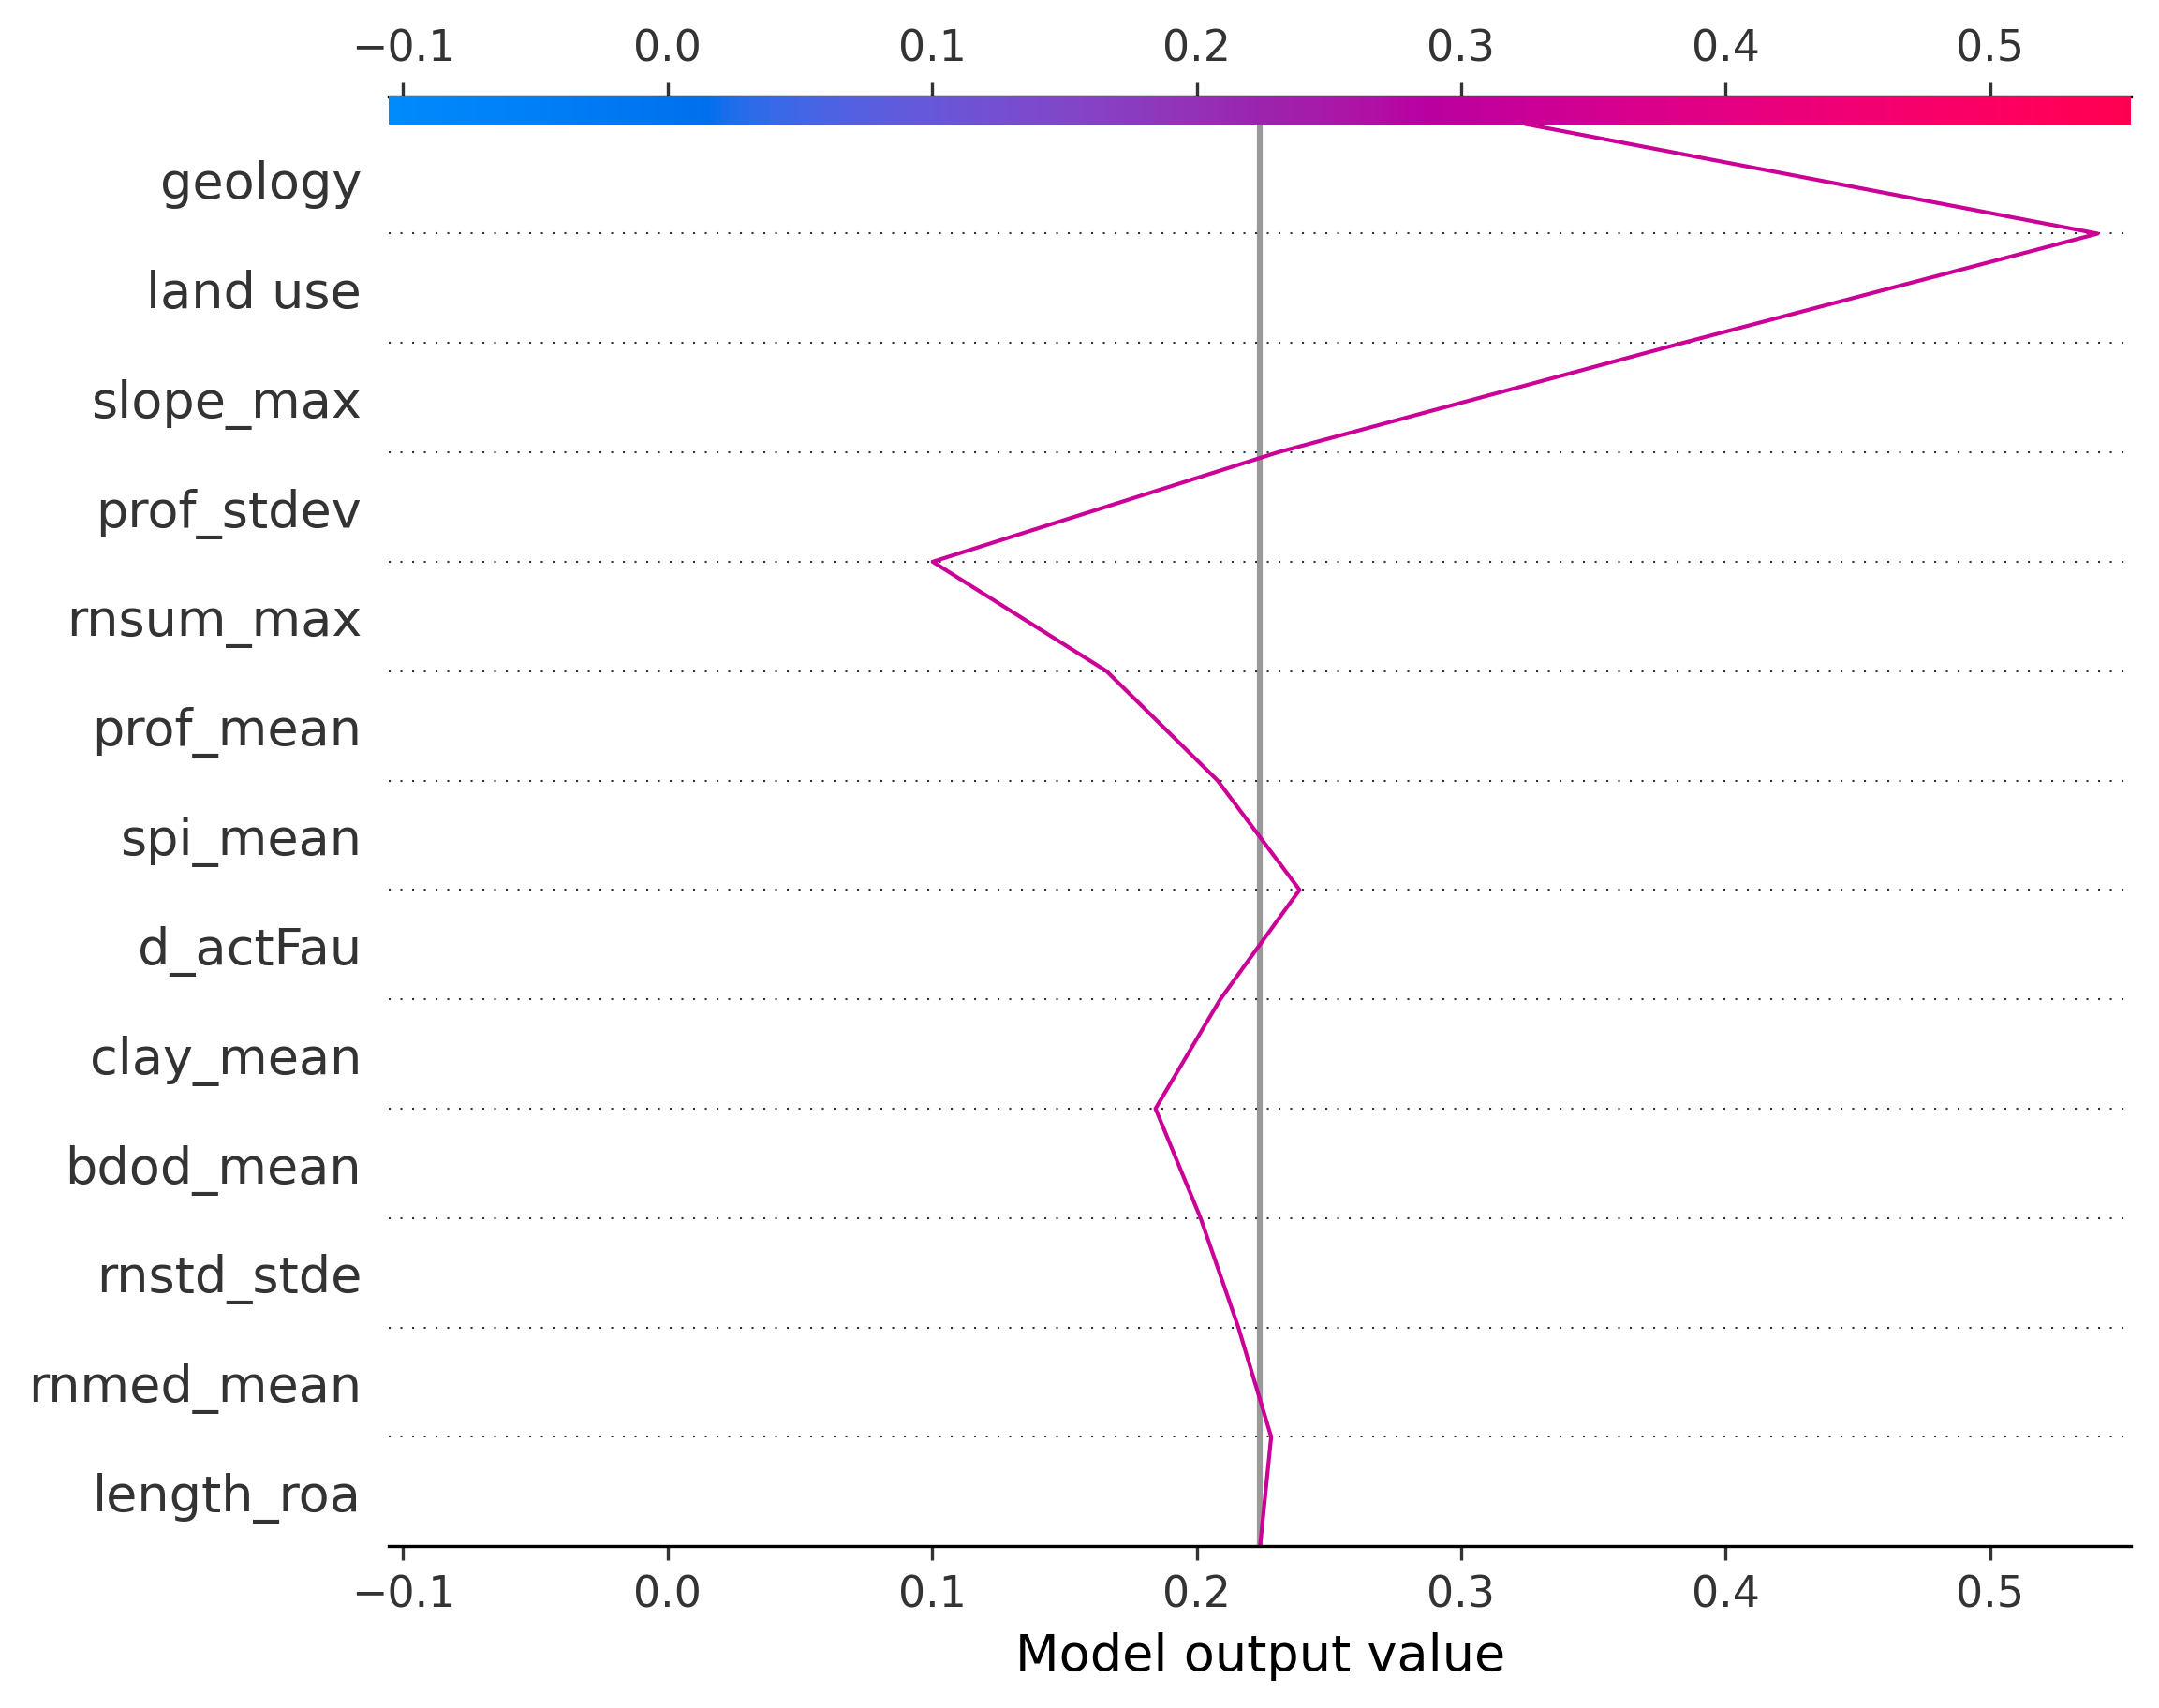 −0.1 0.0 0.1 0.2 0.3 0.4 0.5
geology
land use
slope_max
prof_stdev
rnsum_max
prof_mean
spi_mean
d_actFau
clay_mean
bdod_mean
rnstd_stde
rnmed_mean
length_roa
−0.1 0.0 0.1 0.2 0.3 0.4 0.5
Model output value